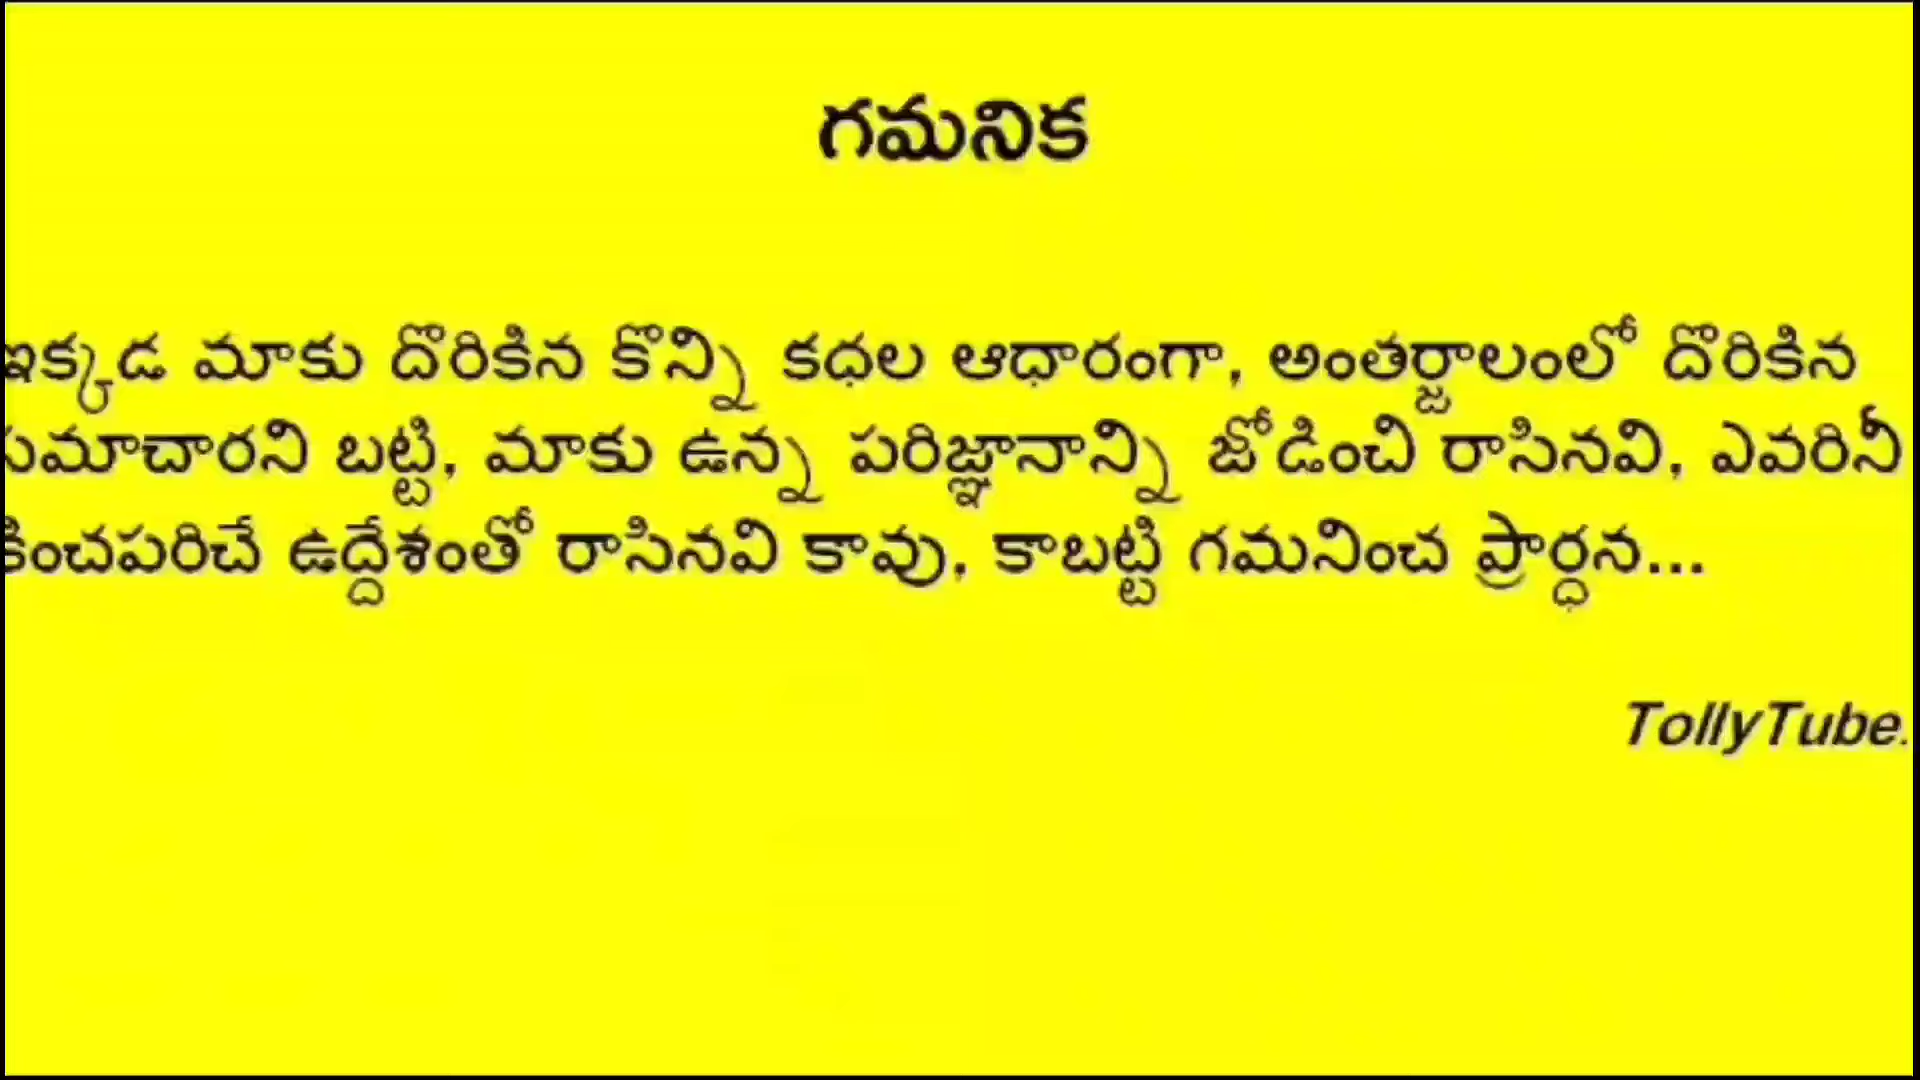 గమనిక
ఇక్కడ మాకు దొరికిన కొన్ని కధల ఆధారంగా, అంతర్జాలంలో దొరికిన
సమాచారని బట్టి, మాకు ఉన్న పరిజ్ఞానాన్ని జోడించి రాసినవి, ఎవరినీ
కించపరిచే ఉద్దేశంతో రాసినవి కావు, కాబట్టి గమనించ ప్రార్ధన...
TollyTube.